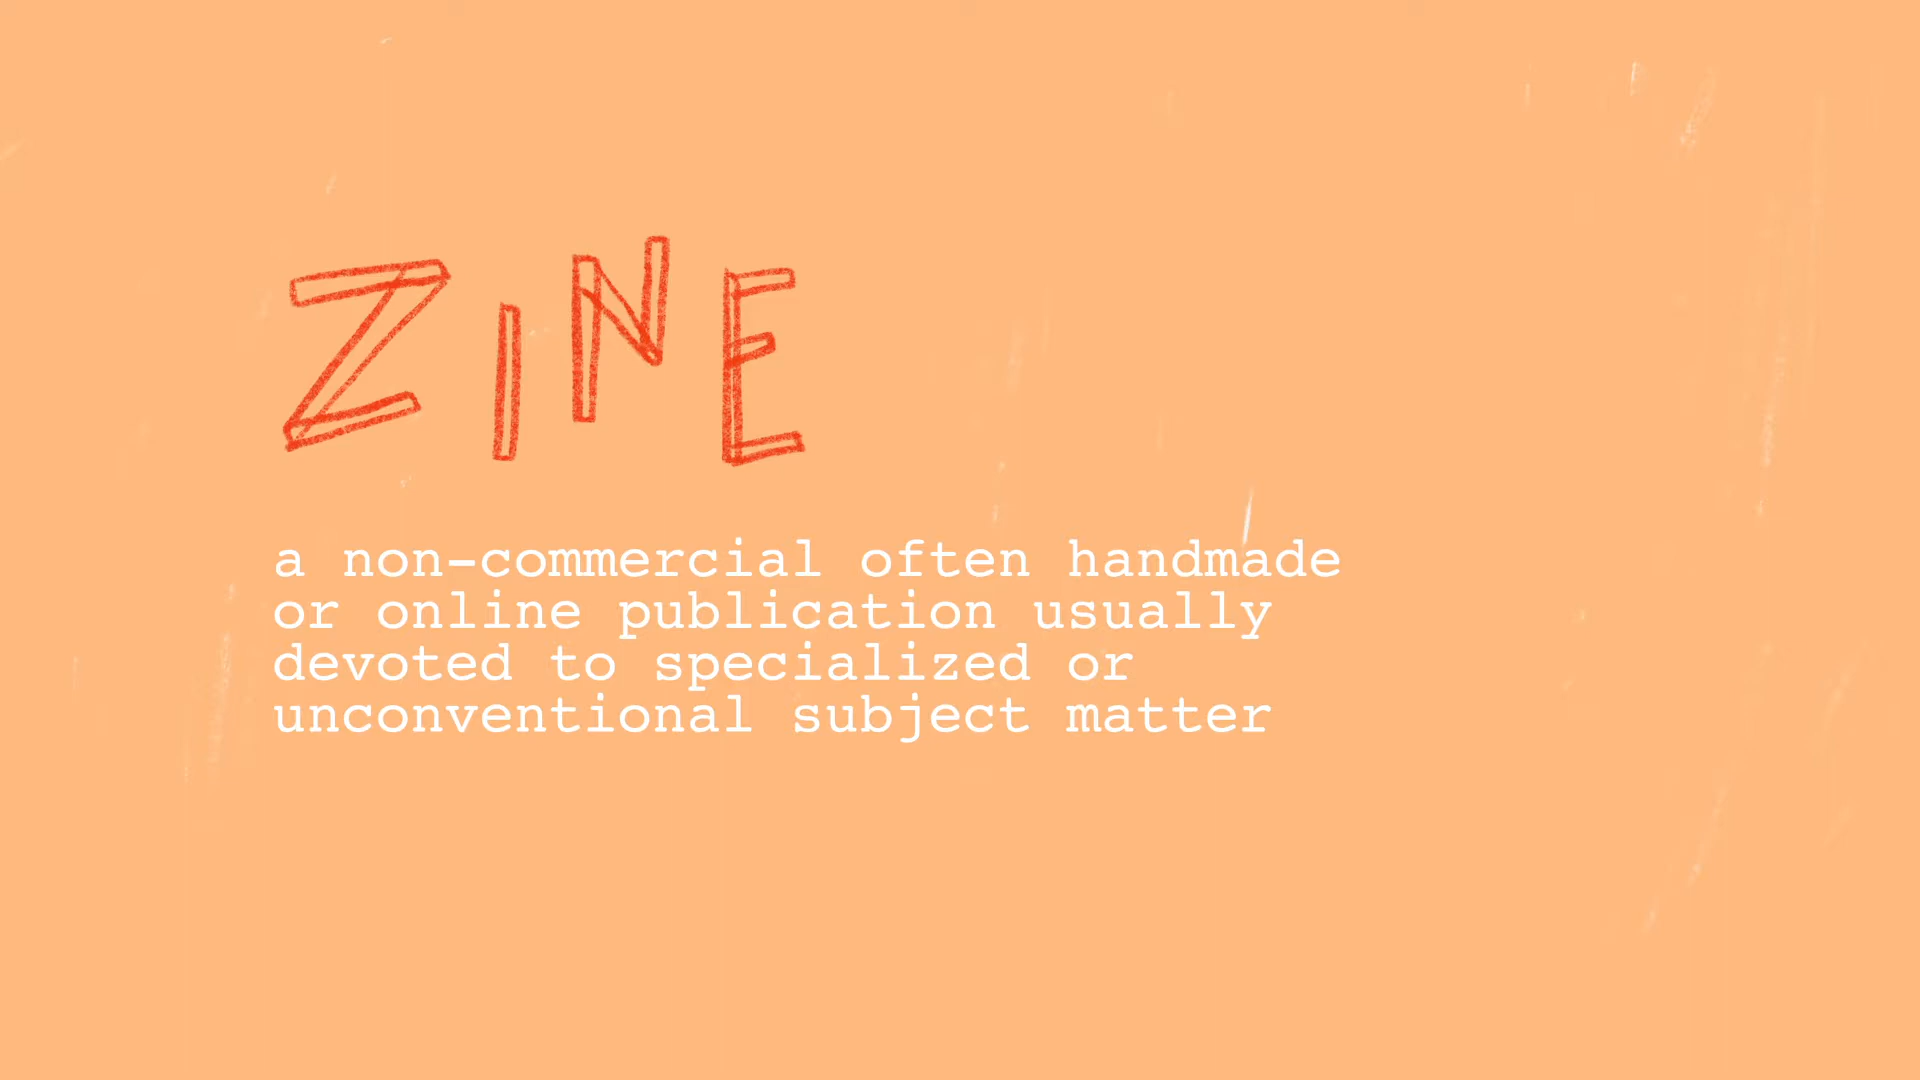 ZINE
a non-commercial often handmade
or online publication usually
devoted to specialized or
unconventional subject matter